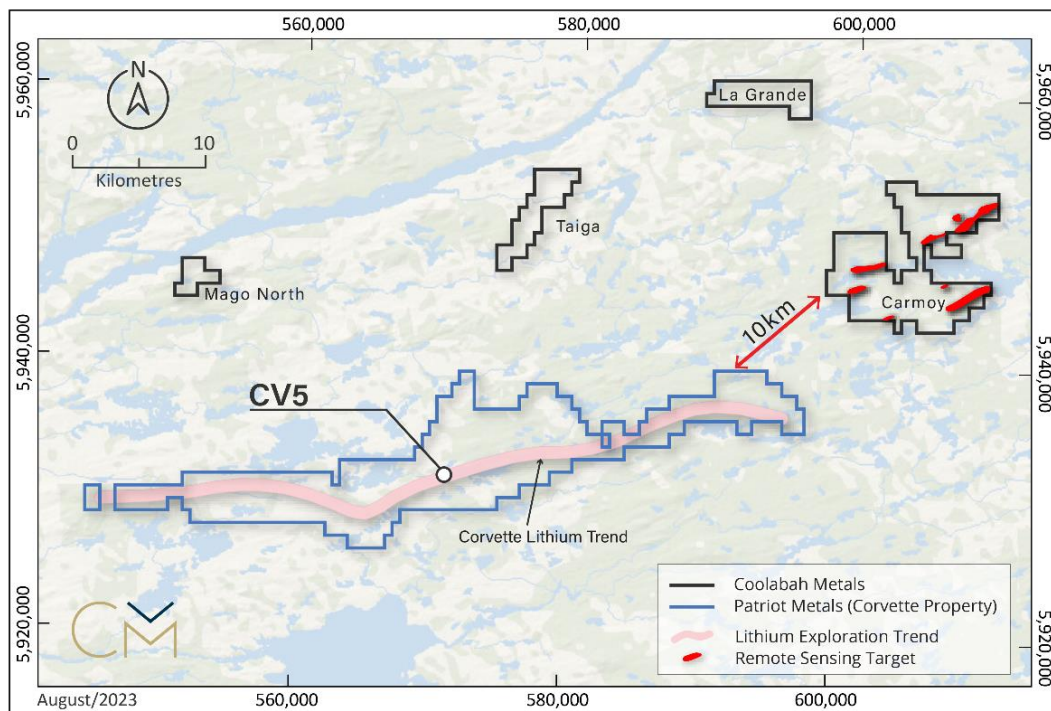 560,000
580,000
600,000
5,960,000
5,960,000
N
0
10
Kilometres
La Grande
Taiga
Mago North
Carmoy
10km
5,940,000
5,940,000
CV5
Corvette Lithium Trend
Coolabah Metals
Patriot Metals (Corvette Property)
Lithium Exploration Trend
Remote Sensing Target
5,920,000
5,920,000
CM
August/2023
560,000
580,000
600,000